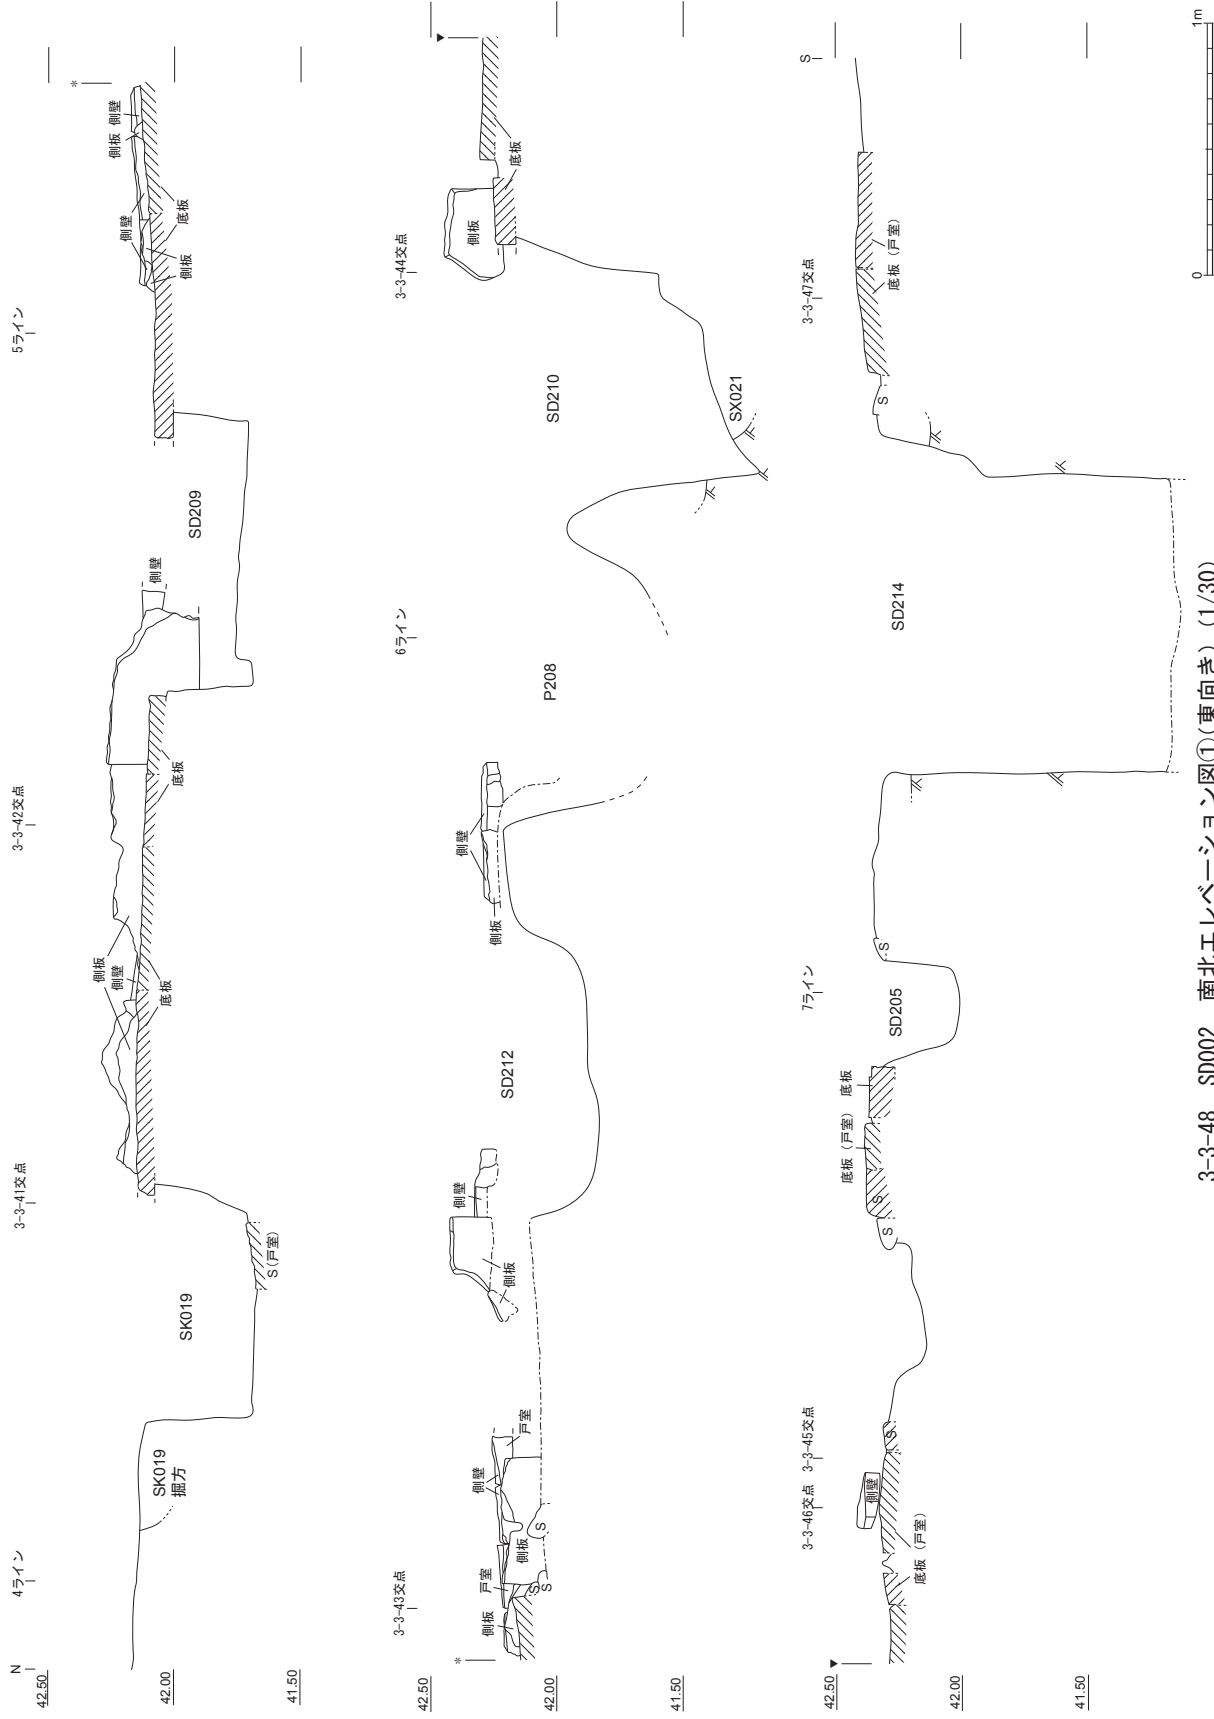 N
4ライン
3-3-41交点
3-3-42交点
5ライン
*
42.50
42.00
41.50
SK019
掘方
SK019
S(戸室)
側板
側壁
底板
底板
側壁
SD209
側板
側壁
底板
側板
側壁
3-3-43交点
6ライン
3-3-44交点
▼
*
42.50
42.00
41.50
側板
戸室
S
S
側板
S
側壁
戸室
側板
側板
側壁
SD212
側板
側壁
P208
SD210
SX021
側板
底板
3-3-46交点
3-3-45交点
7ライン
3-3-47交点
S
▼
42.50
42.00
41.50
底板(戸室)
側壁
S
S
S
底板(戸室)
底板
SD205
S
SD214
S
底板(戸室)
0
1m
3-3-48 SD002 南北エレベーション図①(東向き) (1/30)